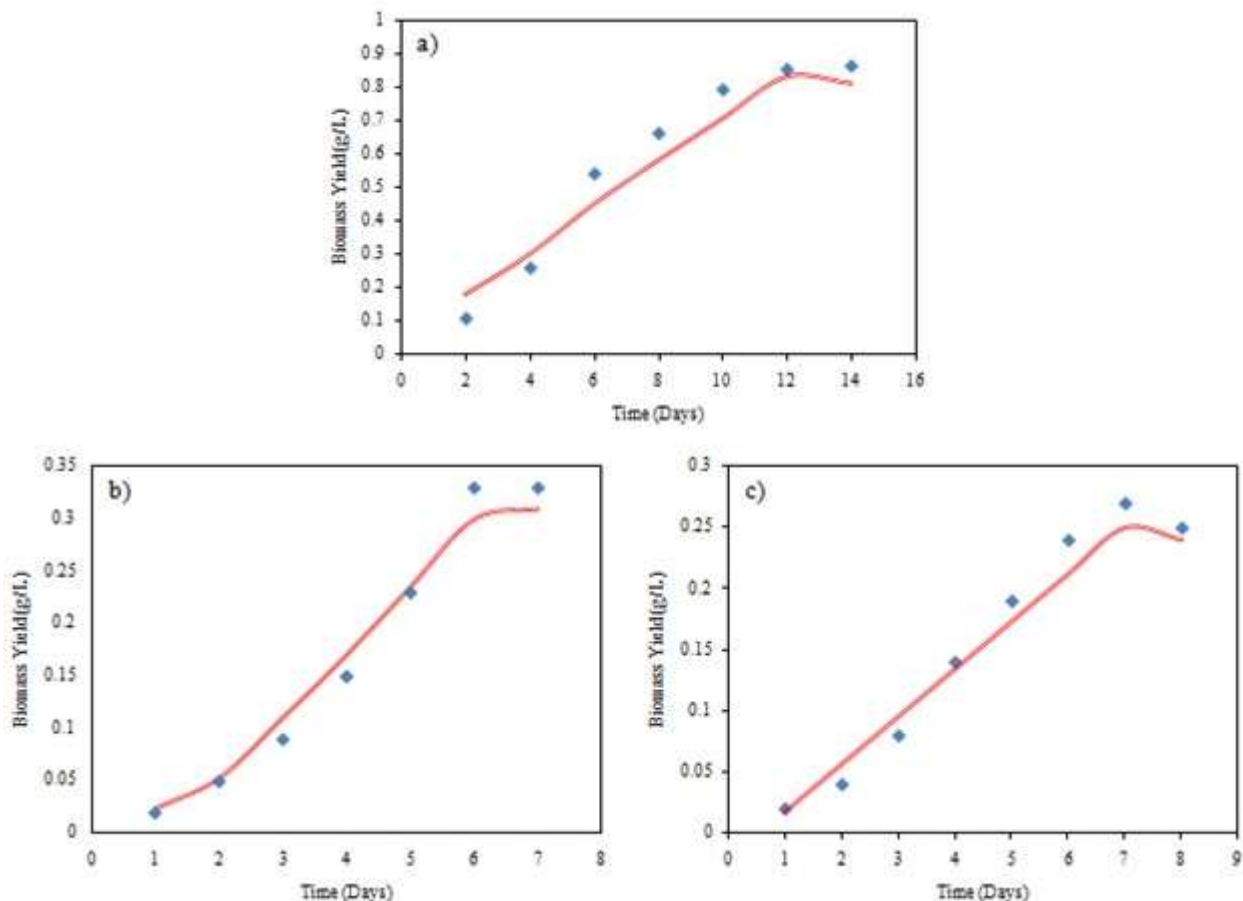 a)
1
0.9
0.8
0.7
0.6
0.5
0.4
0.3
0.2
0.1
0
Biomass Yield(g/L)
0 2 4 6 8 10 12 14 16
Time (Days)
b)
0.35
0.3
0.25
0.2
0.15
0.1
0.05
0
Biomass Yield(g/L)
0 1 2 3 4 5 6 7 8
Time (Days)
c)
0.3
0.25
0.2
0.15
0.1
0.05
0
Biomass Yield(g/L)
0 1 2 3 4 5 6 7 8 9
Time (Days)